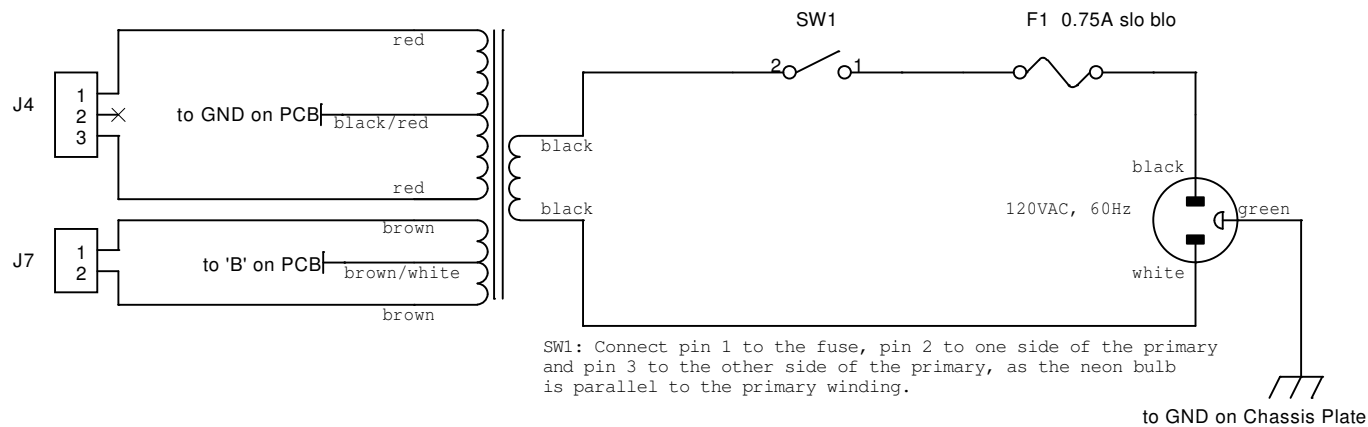 SW1
F1 0.75A slo blo
red
2 1
J4
1
2
3
to GND on PCB
black/red
black
black
red
black
120VAC, 60Hz
green
brown
J7
1
2
to 'B' on PCB
brown/white
white
brown
SW1: Connect pin 1 to the fuse, pin 2 to one side of the primary
and pin 3 to the other side of the primary, as the neon bulb
is parallel to the primary winding.
to GND on Chassis Plate